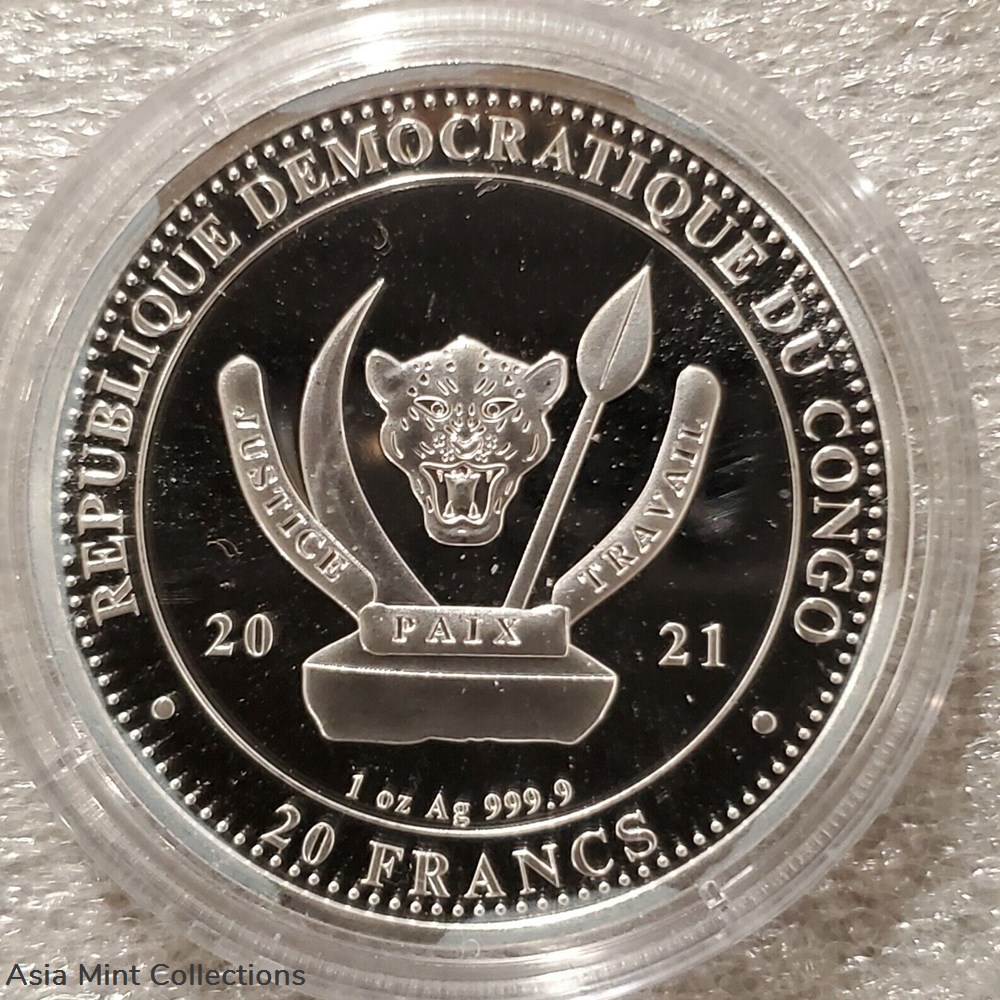 REPUBLIQUE DEMOCRATIQUE DU CONGO
JUSTICE
TRAVAIL
PAIX
20 21
1 oz Ag 999.9
20 FRANCS
Asia Mint Collections